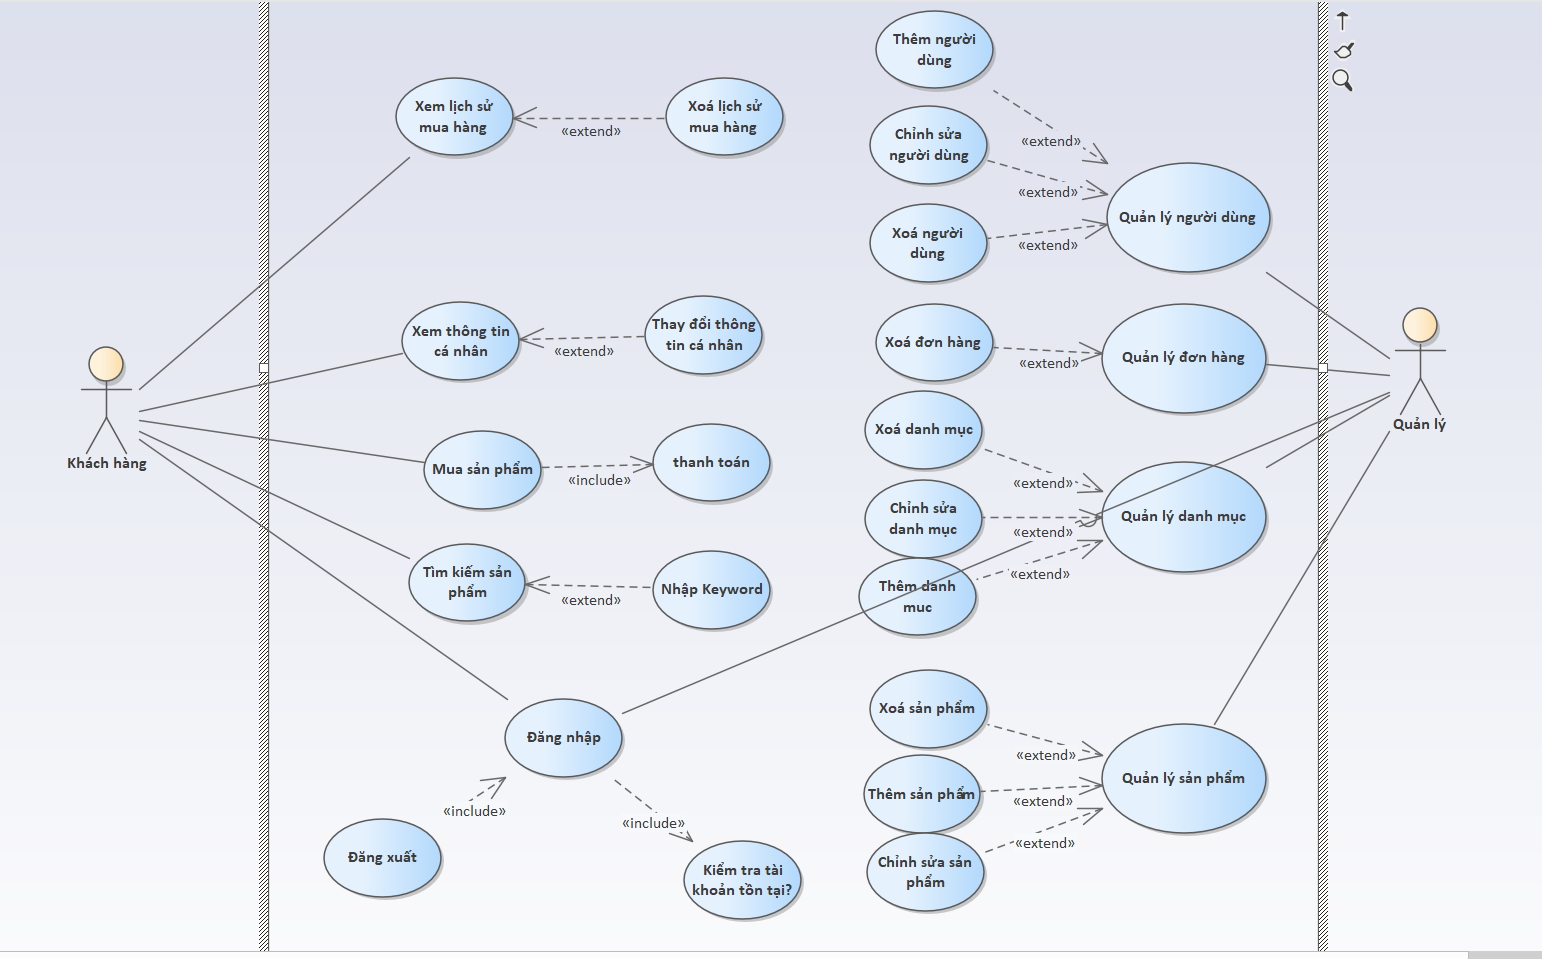 Thêm người
dùng
Xem lịch sử
mua hàng
«extend»
Xoá lịch sử
mua hàng
Chỉnh sửa
người dùng
«extend»
«extend»
Xoá người
dùng
«extend»
Quản lý người dùng
Xem thông tin
cá nhân
«extend»
Thay đổi thông
tin cá nhân
Xoá đơn hàng
«extend»
Quản lý đơn hàng
Khách hàng
Quản lý
Mua sản phẩm
«include»
thanh toán
Xoá danh mục
«extend»
Chỉnh sửa
danh mục
«extend»
Quản lý danh mục
Thêm danh
muc
«extend»
Tìm kiếm sản
phẩm
«extend»
Nhập Keyword
Đăng nhập
Xoá sản phẩm
«extend»
Thêm sản phẩm
«extend»
Quản lý sản phẩm
Chỉnh sửa sản
phẩm
«extend»
«include»
«include»
Đăng xuất
Kiểm tra tài
khoản tồn tại?